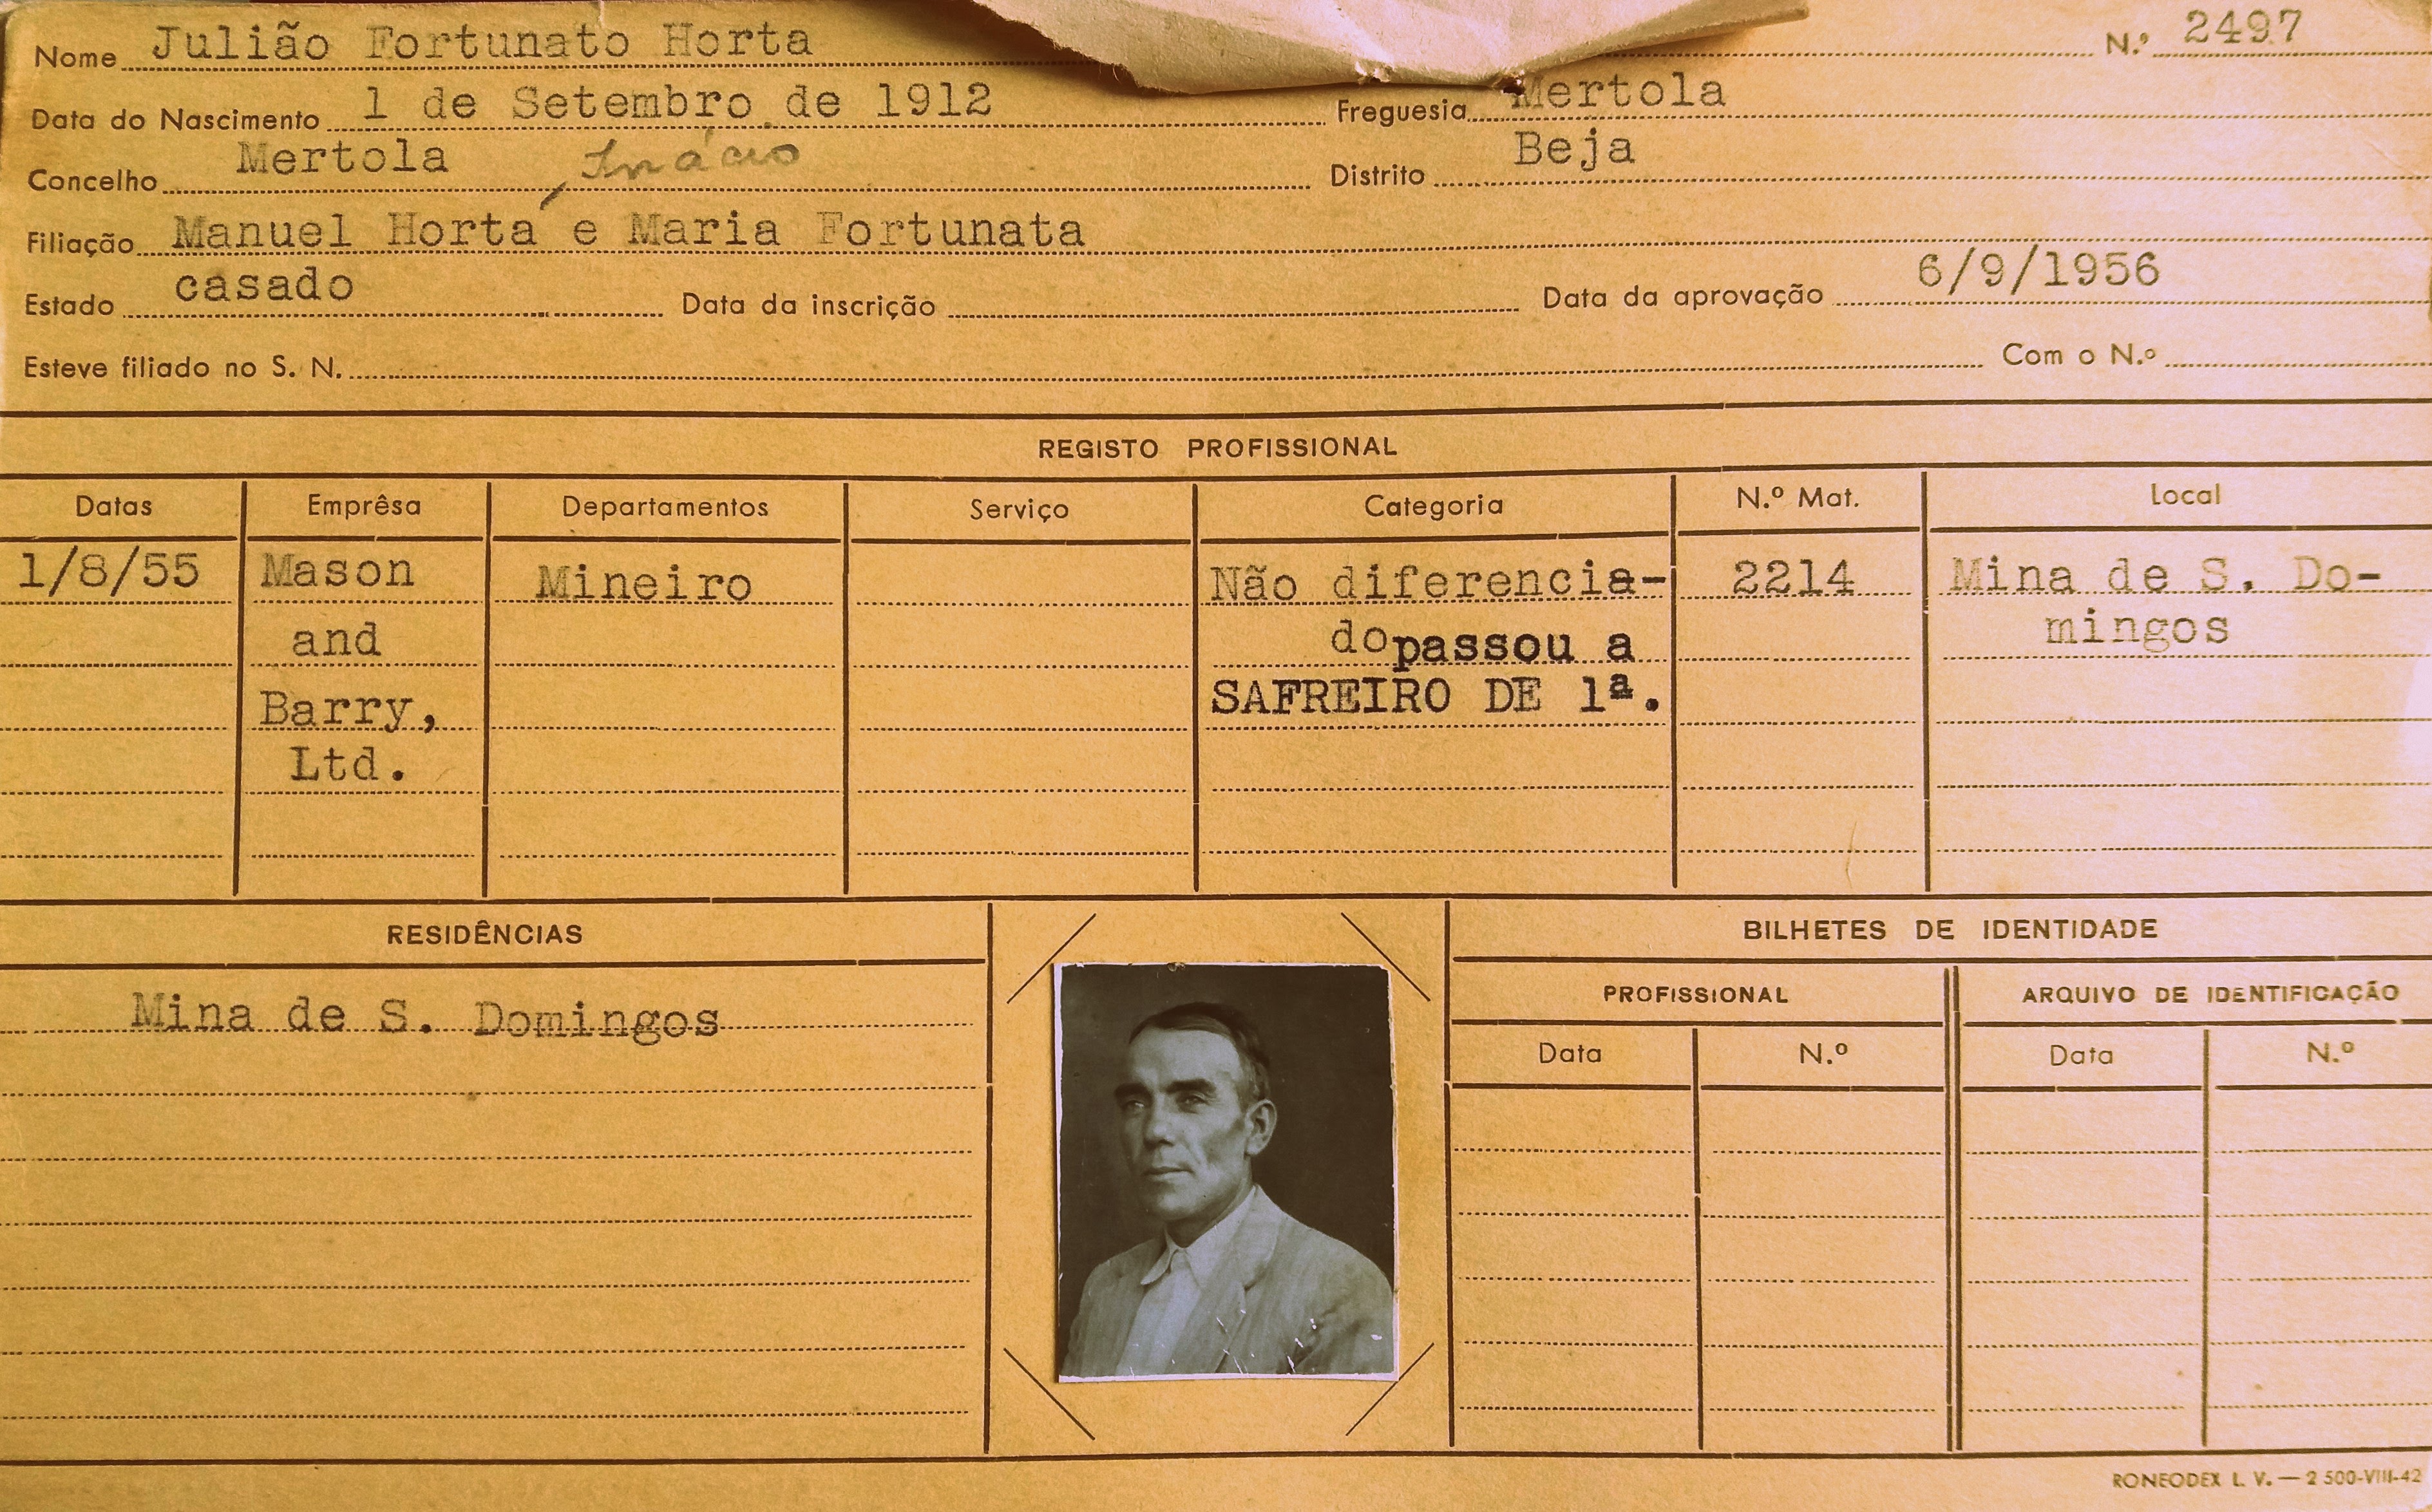 Nome Julião Fortunato Horta N.º 2497
Data do Nascimento 1 de Setembro de 1912 Freguesia Mertola
Concelho Mertola Inácio Distrito Beja
Filiação Manuel Horta e Maria Fortunata
Estado casado Data da inscrição Data da aprovação 6/9/1956
Esteve filiado no S. N. Com o N.º
REGISTO PROFISSIONAL
Datas Emprêsa Departamentos Serviço Categoria N.º Mat. Local
1/8/55 Mason Mineiro Não diferencia- 2214 Mina de S. Do-
and do passou a mingos
Barry, SAFREIRO DE 1ª.
Ltd.
RESIDÊNCIAS
Mina de S. Domingos
BILHETES DE IDENTIDADE
PROFISSIONAL ARQUIVO DE IDENTIFICAÇÃO
Data N.º Data N.º
RONEODEX L. V. — 2 500-VIII-42